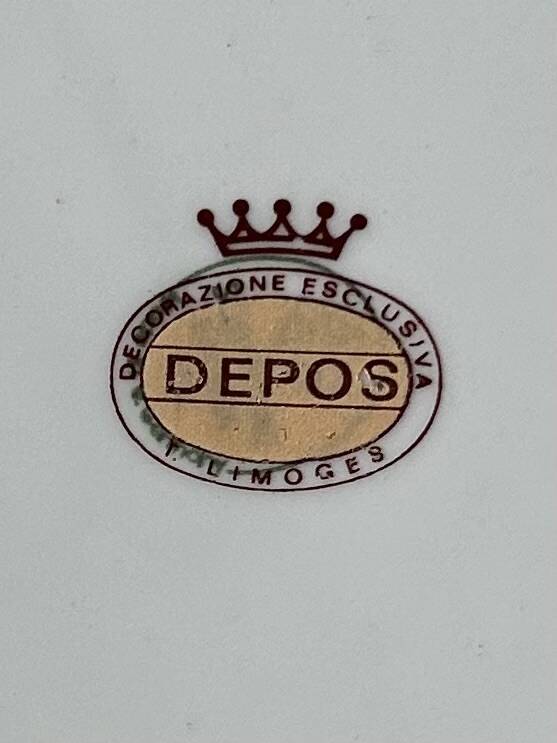 DECORAZIONE ESCLUSIVA
DEPOS
T. LIMOGES